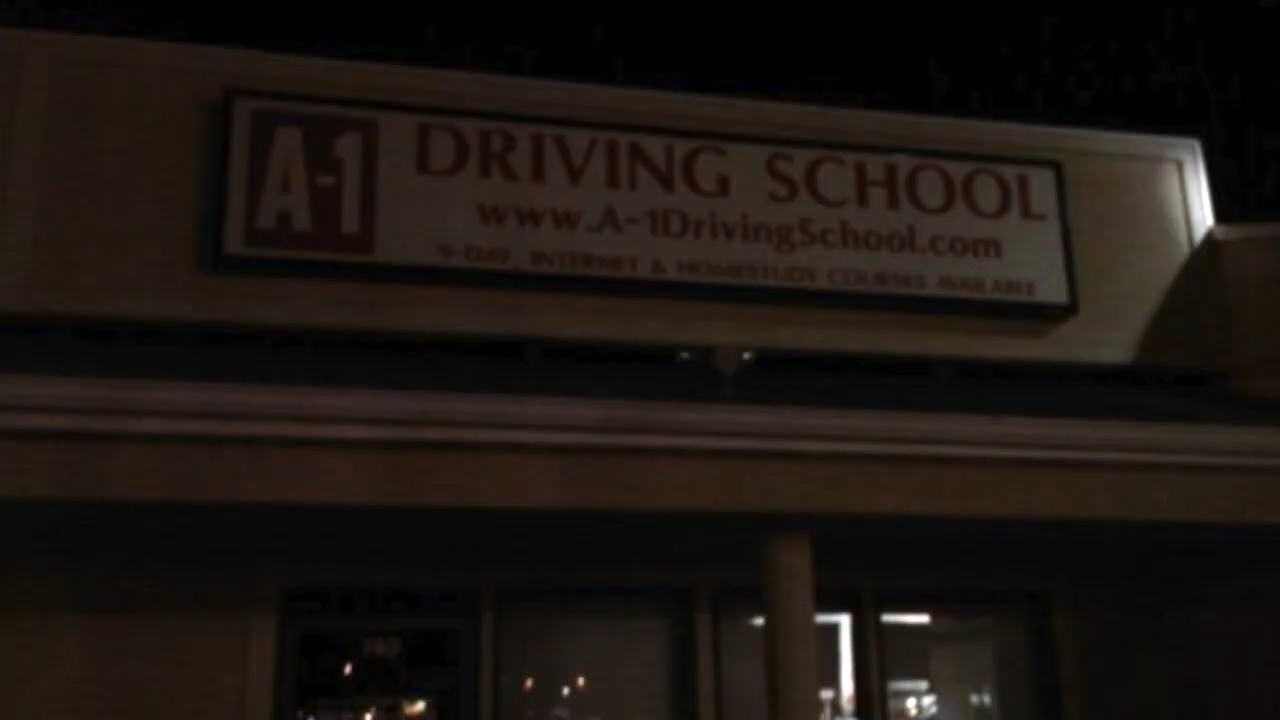 A-1
DRIVING SCHOOL
www.A-1DrivingSchool.com
INTERNET & HOMESTUDY COURSES AVAILABLE